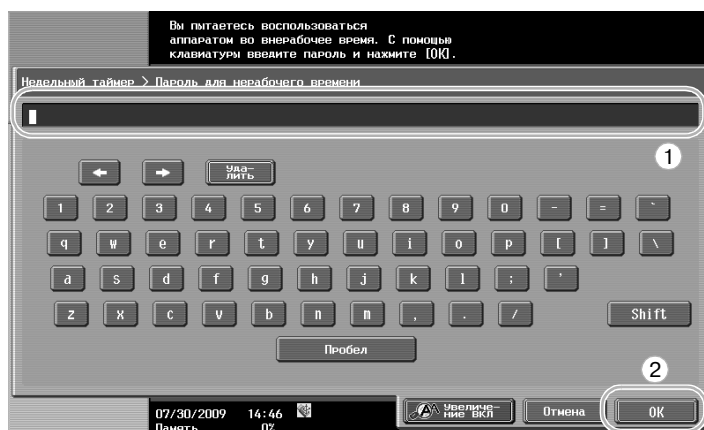 Вы пытаетесь воспользоваться
аппаратом во внерабочее время. С помощью
клавиатуры введите пароль и нажмите [OK].
Недельный таймер > Пароль для нерабочего времени
1
← → Уда-
лить
1 2 3 4 5 6 7 8 9 0 - = `
q w e r t y u i o p [ ] \
a s d f g h j k l ; '
z x c v b n m , . / Shift
Пробел
2
07/30/2009 14:46 Увеличе-
ние ВКЛ Отмена OK
Память 0%